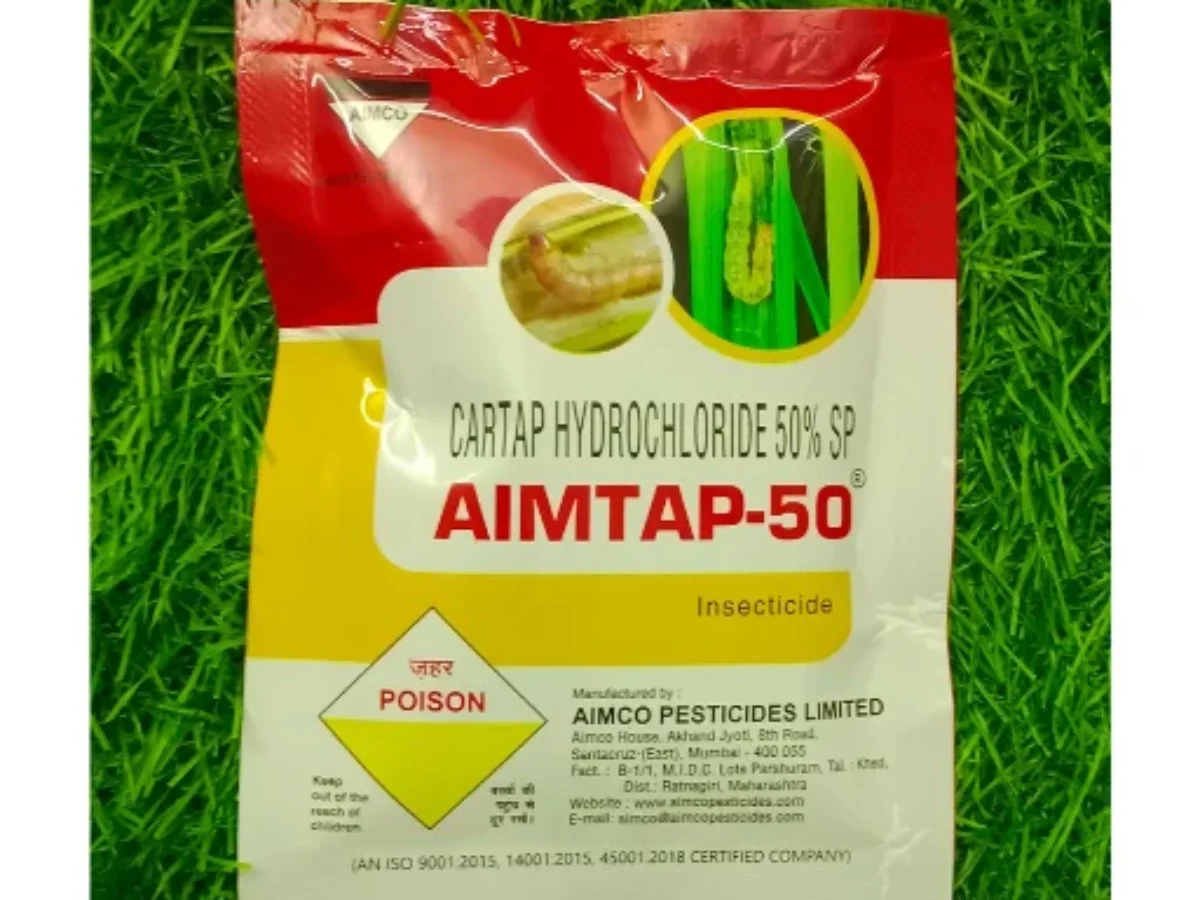 AIMCO
CARTAP HYDROCHLORIDE 50% SP
AIMTAP-50®
Insecticide
ज़हर
POISON
Keep
out of the
reach of
children.
बच्चों की
पहुंच से
दूर रखें।
Manufactured by :
AIMCO PESTICIDES LIMITED
Aimco House, Akhand Jyoti, 8th Road,
Santacruz-(East), Mumbai - 400 055
Fact. : B-1/1, M.I.D.C. Lote Parshuram, Tal. : Khed,
Dist.: Ratnagiri, Maharashtra
Website : www.aimcopesticides.com
E-mail: aimco@aimcopesticides.com
(AN ISO 9001:2015, 14001:2015, 45001:2018 CERTIFIED COMPANY)